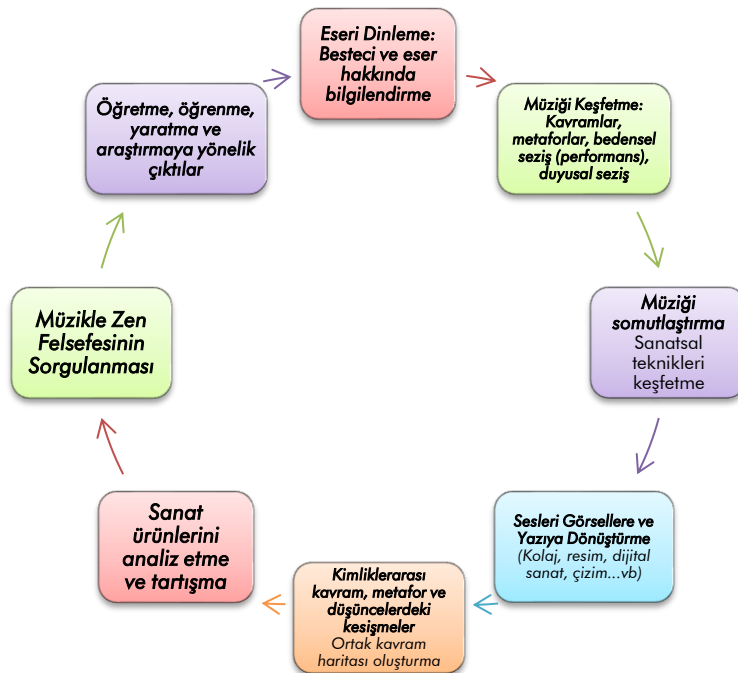 Eseri Dinleme:
Besteci ve eser
hakkında
bilgilendirme
Müziği Keşfetme:
Kavramlar,
metaforlar, bedensel
seziş (performans),
duyusal seziş
Müziği
somutlaştırma
Sanatsal
teknikleri
keşfetme
Sesleri Görsellere ve
Yazıya Dönüştürme
(Kolaj, resim, dijital
sanat, çizim...vb)
Kimliklerarası
kavram, metafor ve
düşüncelerdeki
kesişmeler
Ortak kavram
haritası oluşturma
Sanat
ürünlerini
analiz etme
ve tartışma
Müzikle Zen
Felsefesinin
Sorgulanması
Öğretme, öğrenme,
yaratma ve
araştırmaya yönelik
çıktılar